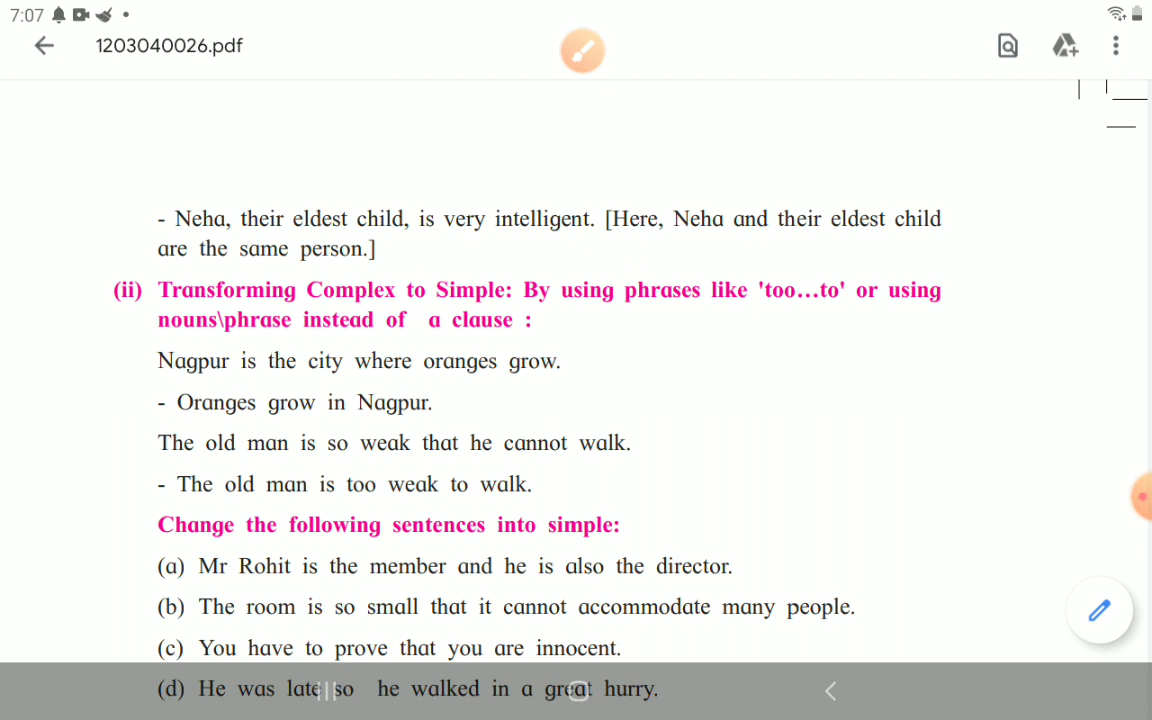 7:07
1203040026.pdf
- Neha, their eldest child, is very intelligent. [Here, Neha and their eldest child
are the same person.]
(ii) Transforming Complex to Simple: By using phrases like 'too...to' or using
nouns\phrase instead of a clause :
Nagpur is the city where oranges grow.
- Oranges grow in Nagpur.
The old man is so weak that he cannot walk.
- The old man is too weak to walk.
Change the following sentences into simple:
(a) Mr Rohit is the member and he is also the director.
(b) The room is so small that it cannot accommodate many people.
(c) You have to prove that you are innocent.
(d) He was late so he walked in a great hurry.